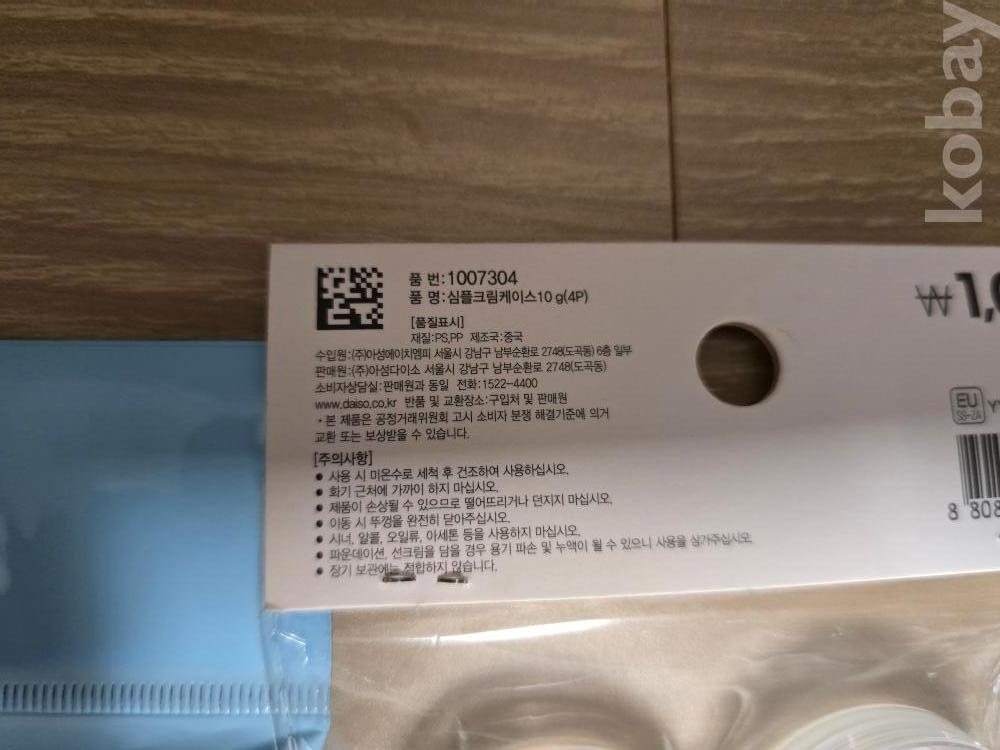 kobay
품 번:1007304
품 명:심플크림케이스10 g(4P)
[품질표시]
재질:PS,PP 제조국:중국
수입원:(주)아성에이치엠피 서울시 강남구 남부순환로 2748(도곡동) 6층 일부
판매원:(주)아성다이소 서울시 강남구 남부순환로 2748(도곡동)
소비자상담실:판매원과 동일 전화:1522-4400
www.daiso.co.kr 반품 및 교환장소:구입처 및 판매원
·본 제품은 공정거래위원회 고시 소비자 분쟁 해결기준에 의거
교환 또는 보상받을 수 있습니다.
[주의사항]
● 사용 시 미온수로 세척 후 건조하여 사용하십시오.
● 화기 근처에 가까이 하지 마십시오.
● 제품이 손상될 수 있으므로 떨어뜨리거나 던지지 마십시오.
● 이동 시 뚜껑을 완전히 닫아주십시오.
● 시너, 알콜, 오일류, 아세톤 등을 사용하지 마십시오.
● 파운데이션, 선크림을 담을 경우 용기 파손 및 누액이 될 수 있으니 사용을 삼가주십시오.
● 장기 보관에는 적합하지 않습니다.
₩1,
EU
8 808